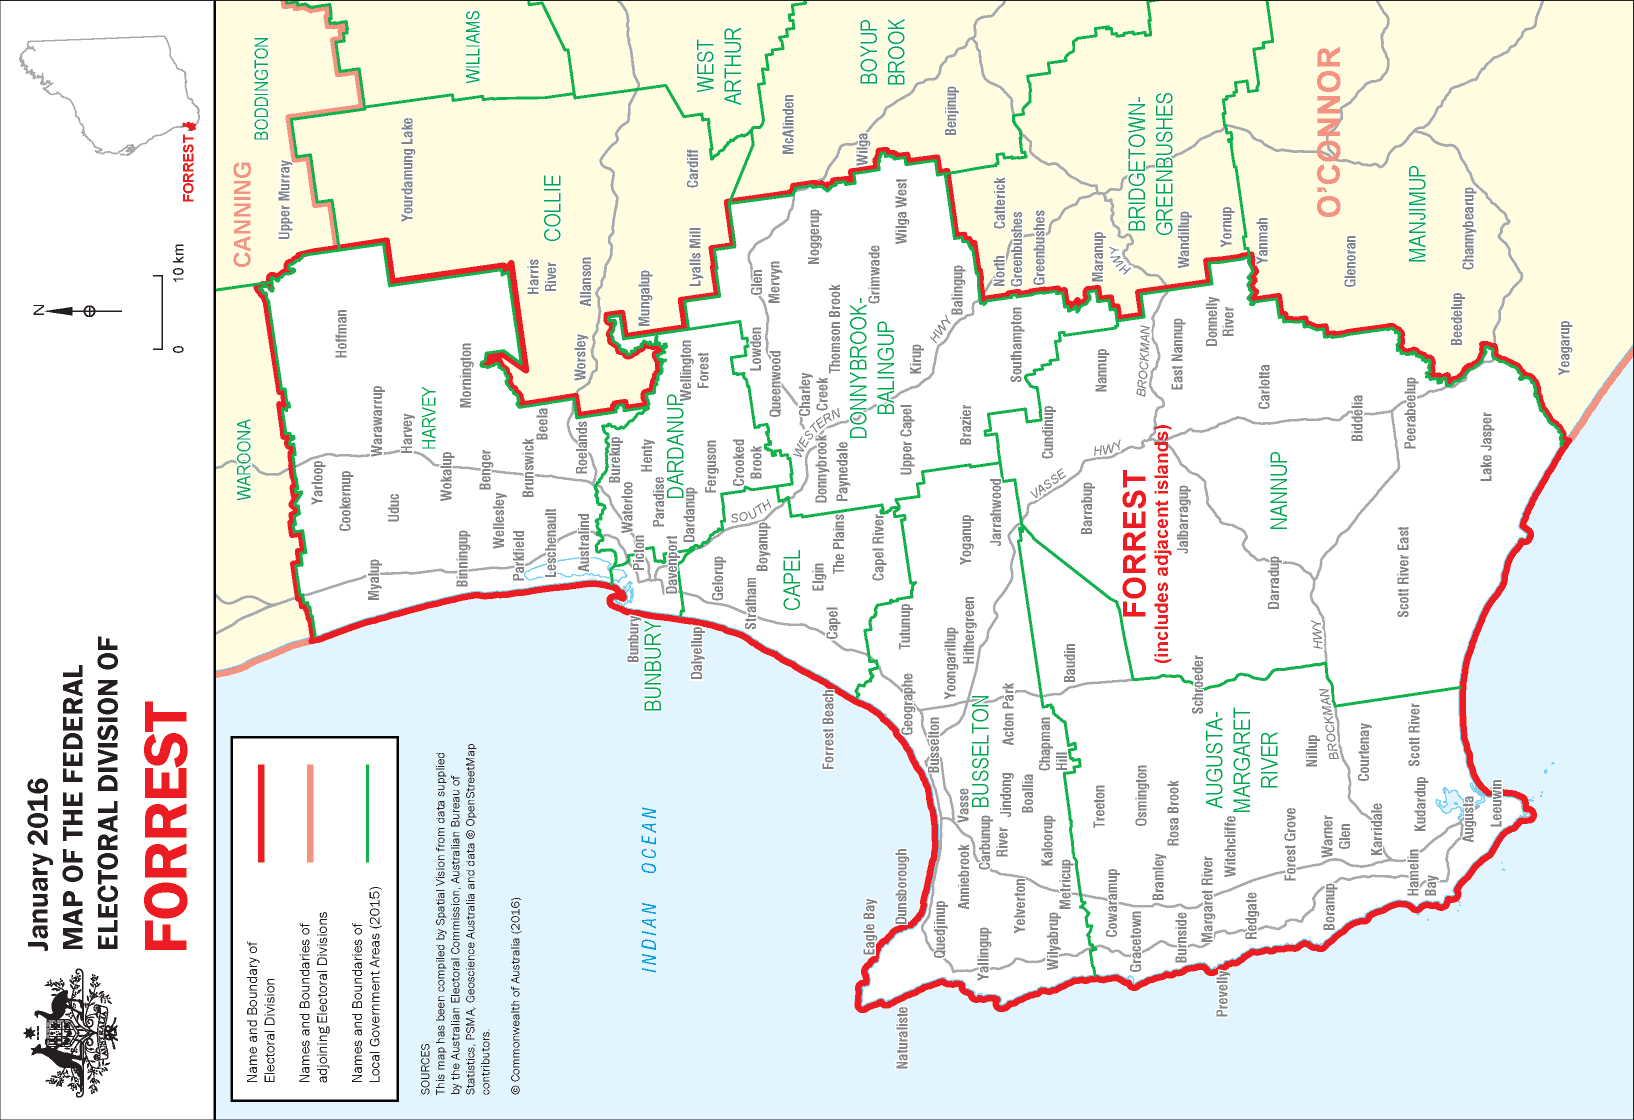 January 2016
MAP OF THE FEDERAL
ELECTORAL DIVISION OF
FORREST
N
0
10 km
FORREST
Name and Boundary of
Electoral Division
Names and Boundaries of
adjoining Electoral Divisions
Names and Boundaries of
Local Government Areas (2015)
SOURCES
This map has been compiled by Spatial Vision from data supplied
by the Australian Electoral Commission, Australian Bureau of
Statistics, PSMA, Geoscience Australia and data © OpenStreetMap
contributors.
© Commonwealth of Australia (2016)
INDIAN OCEAN
CANNING
BODDINGTON
WAROONA
WILLIAMS
WEST
ARTHUR
BOYUP
BROOK
COLLIE
HARVEY
DARDANUP
BUNBURY
CAPEL
DONNYBROOK-
BALINGUP
BRIDGETOWN-
GREENBUSHES
O'CONNOR
MANJIMUP
NANNUP
BUSSELTON
AUGUSTA-
MARGARET
RIVER
FORREST
(includes adjacent islands)
Upper Murray
Yourdamung Lake
Hoffman
Mornington
Harris
River
Allanson
Worsley
Mungalup
Lyalls Mill
Cardiff
McAlinden
Wilga
Benjinup
Wilga West
Noggerup
Grimwade
Glen
Mervyn
Thomson Brook
Lowden
Queenwood
Charley
Creek
Wellington
Forest
Balingup
Kirup
HWY
WESTERN
SOUTH
Catterick
North
Greenbushes
Greenbushes
Maranup
HWY
Wandillup
Yornup
Yanmah
Glenoran
Channybearup
Beedelup
Yeagarup
Southampton
Nannup
BROCKMAN
East Nannup
Donnelly
River
Carlotta
Bidelia
Peerabeelup
Lake Jasper
Warawarrup
Harvey
Yarloop
Cookernup
Uduc
Wokalup
Benger
Brunswick
Beela
Roelands
Burekup
Henty
Waterloo
Paradise
Dardanup
Ferguson
Crooked
Brook
Donnybrook
Paynedale
Upper Capel
Brazier
Cundinup
HWY
VASSE
Myalup
Binningup
Wellesley
Parkfield
Leschenault
Australind
Picton
Davenport
Bunbury
Dalyellup
Gelorup
Stratham
Boyanup
Elgin
The Plains
Capel
Capel River
Yoganup
Jarrahwood
Barrabup
Jalbarragup
Darradup
Scott River East
Tutunup
Forrest Beach
Geographe
Yoongarillup
Hithergreen
Baudin
Schroeder
HWY
BROCKMAN
Busselton
Acton Park
Chapman
Hill
Vasse
Jindong
Boallia
Carbunup
River
Kaloorup
Treeton
Osmington
Rosa Brook
Nillup
Courtenay
Scott River
Kudardup
Leeuwin
Augusta
Karridale
Warner
Glen
Forest Grove
Witchcliffe
Dunsborough
Eagle Bay
Naturaliste
Quedjinup
Anniebrook
Yelverton
Metricup
Yallingup
Wilyabrup
Cowaramup
Gracetown
Bramley
Burnside
Margaret River
Prevelly
Redgate
Boranup
Hamelin
Bay